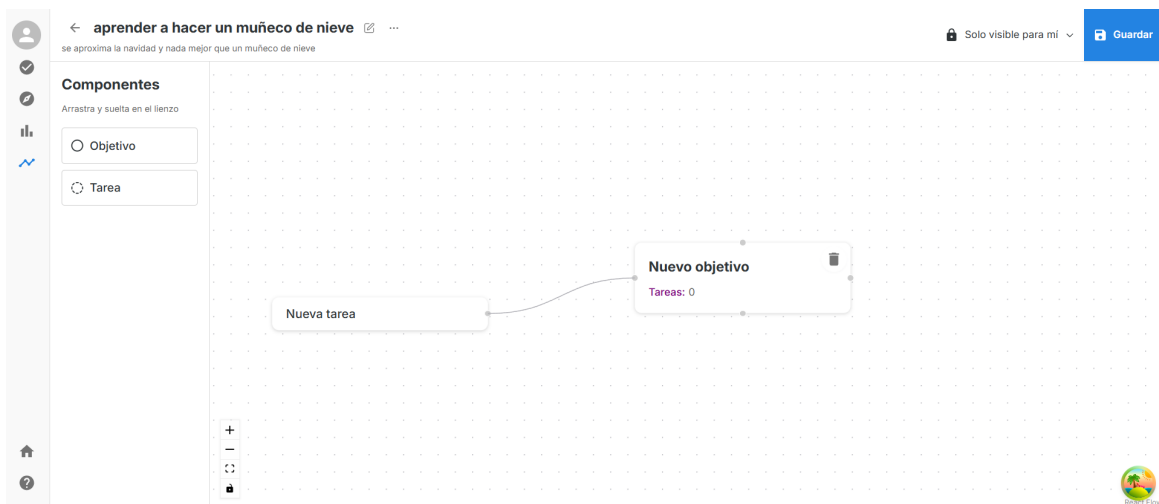 aprender a hacer un muñeco de nieve
se aproxima la navidad y nada mejor que un muñeco de nieve
Solo visible para mí
Guardar
Componentes
Arrastra y suelta en el lienzo
Objetivo
Tarea
Nuevo objetivo
Tareas: 0
Nueva tarea